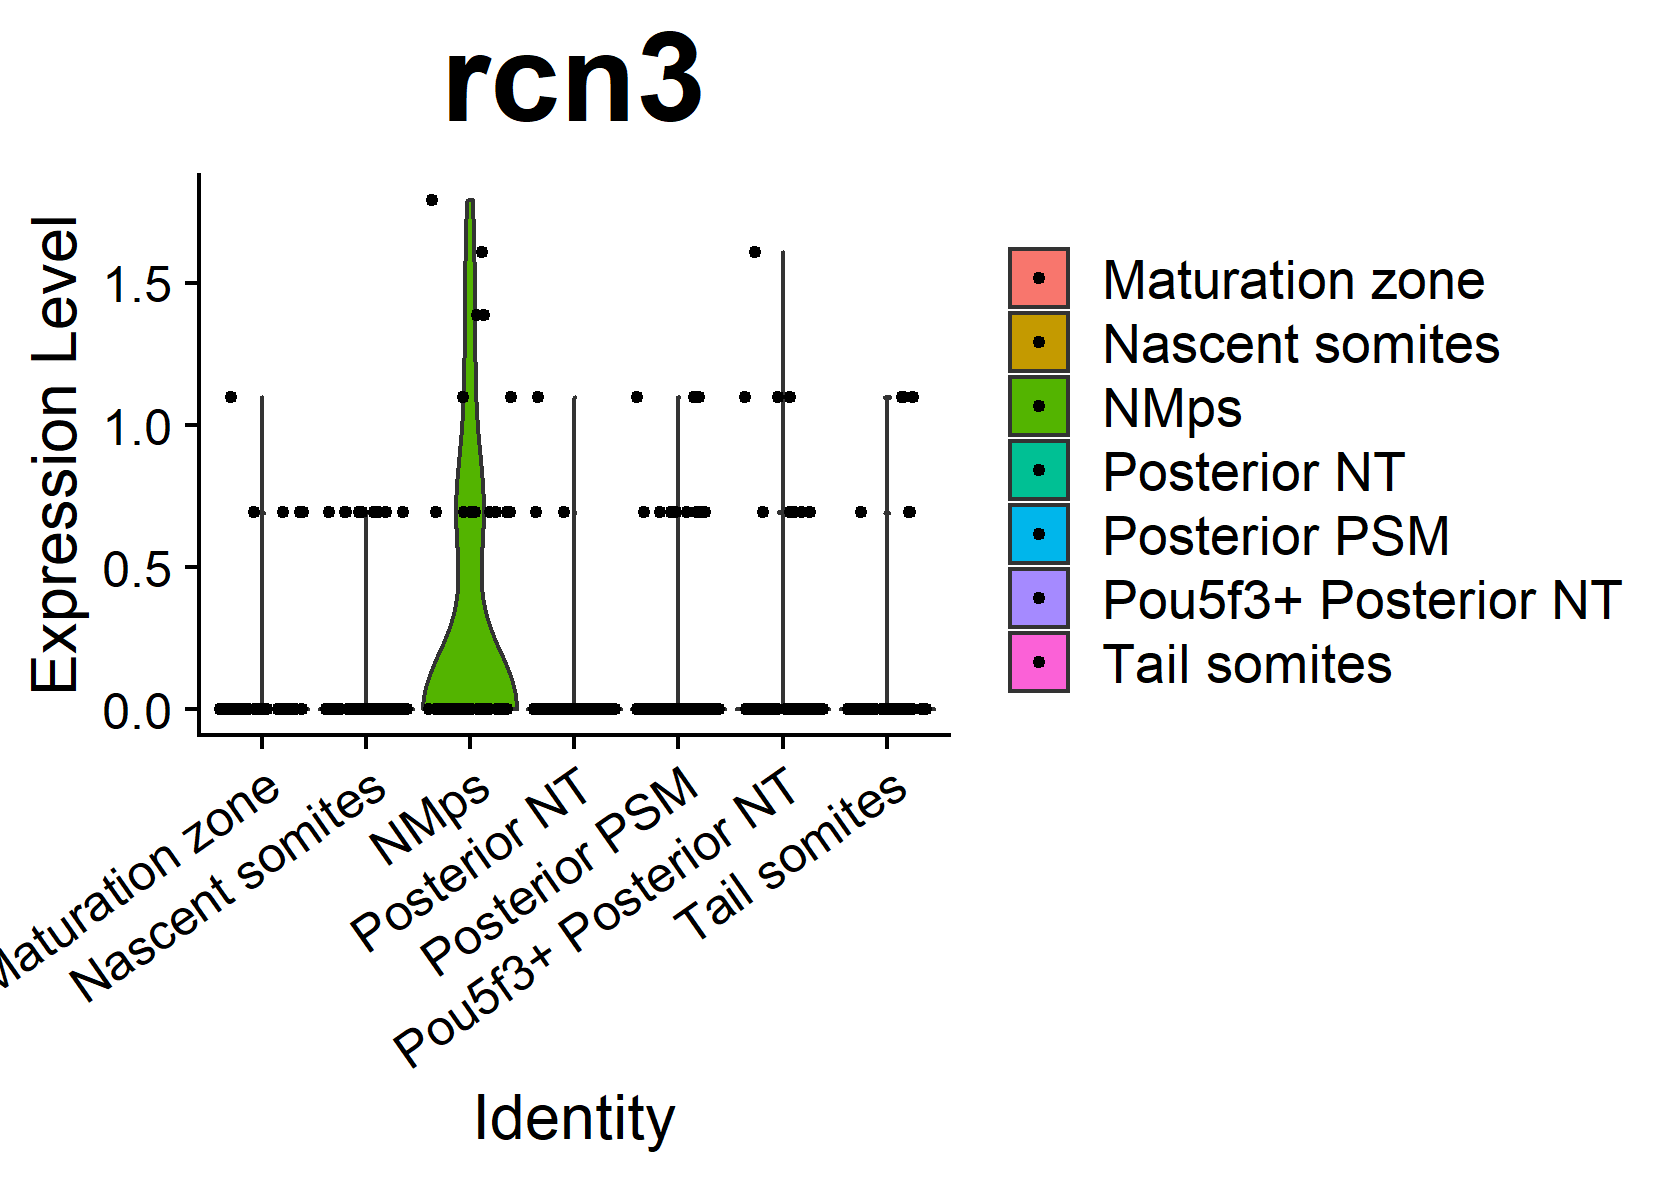 rcn3
Expression Level
1.5
1.0
0.5
0.0
Maturation zone
Nascent somites
NMps
Posterior NT
Posterior PSM
Pou5f3+ Posterior NT
Tail somites
Identity
Maturation zone
Nascent somites
NMps
Posterior NT
Posterior PSM
Pou5f3+ Posterior NT
Tail somites